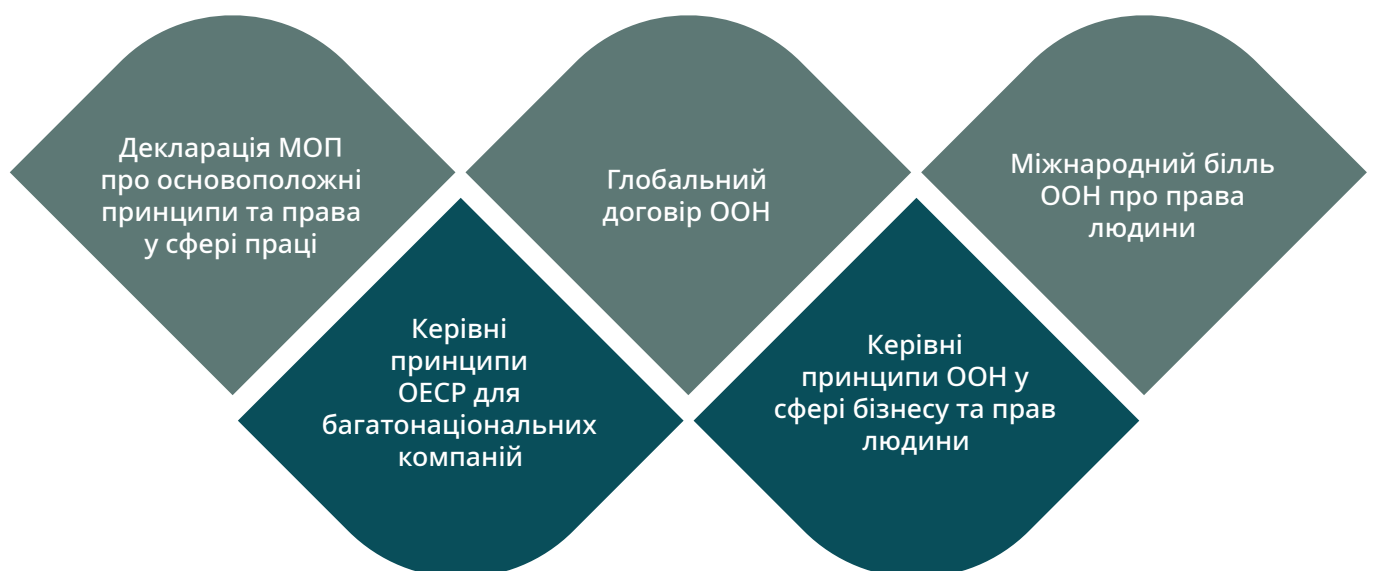 Декларація МОП
про основоположні
принципи та права
у сфері праці
Глобальний
договір ООН
Міжнародний білль
ООН про права
людини
Керівні
принципи
ОЕСР для
багатонаціональних
компаній
Керівні
принципи ООН у
сфері бізнесу та прав
людини